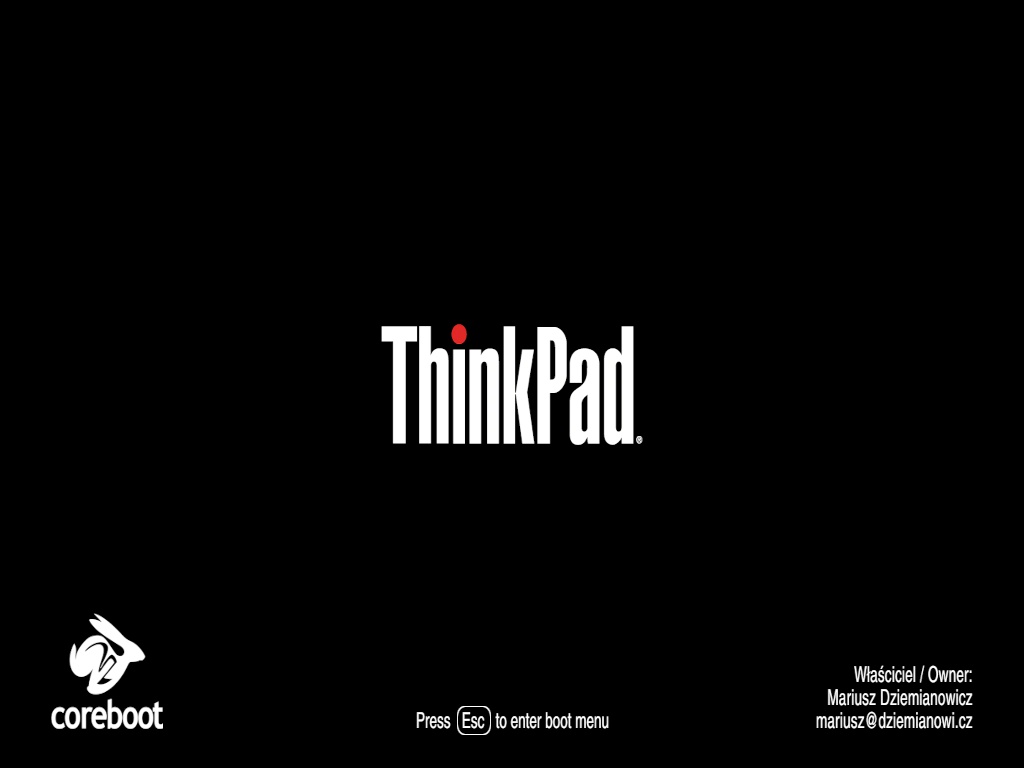 ThinkPad®
coreboot
Press Esc to enter boot menu
Właściciel / Owner:
Mariusz Dziemianowicz
mariusz@dziemianowi.cz